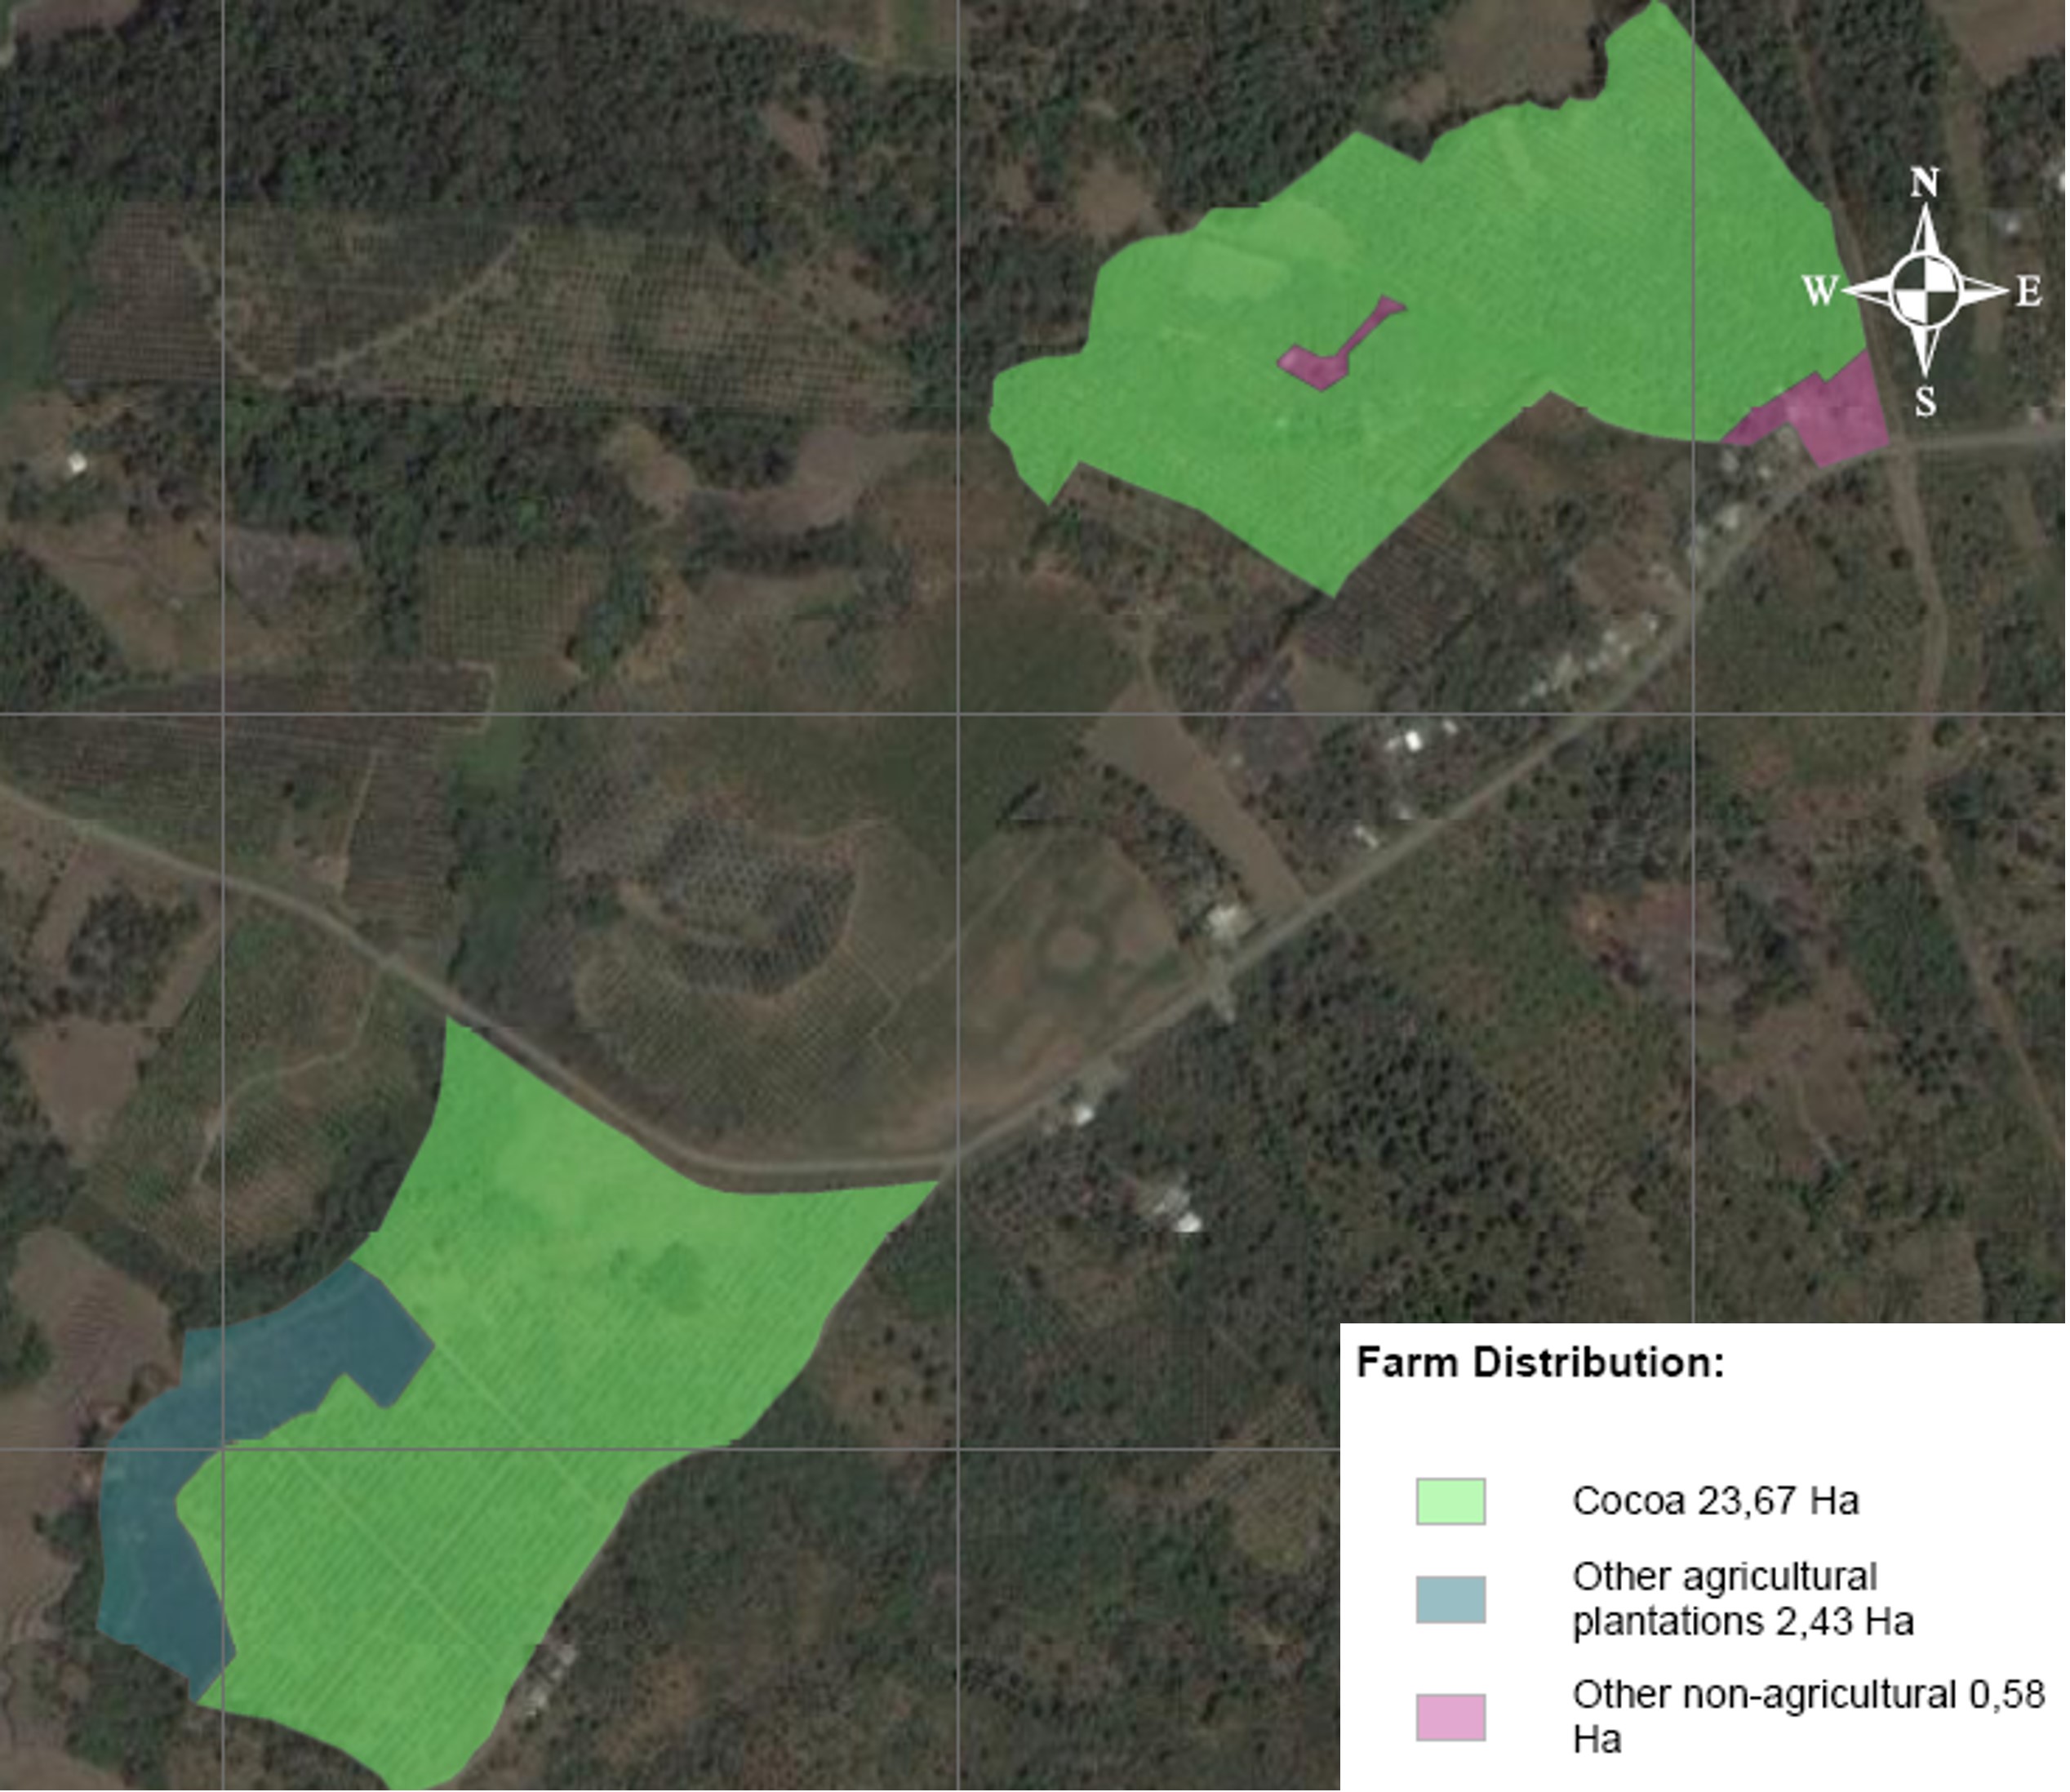 N
W E
S
Farm Distribution:
Cocoa 23,67 Ha
Other agricultural
plantations 2,43 Ha
Other non-agricultural 0,58
Ha